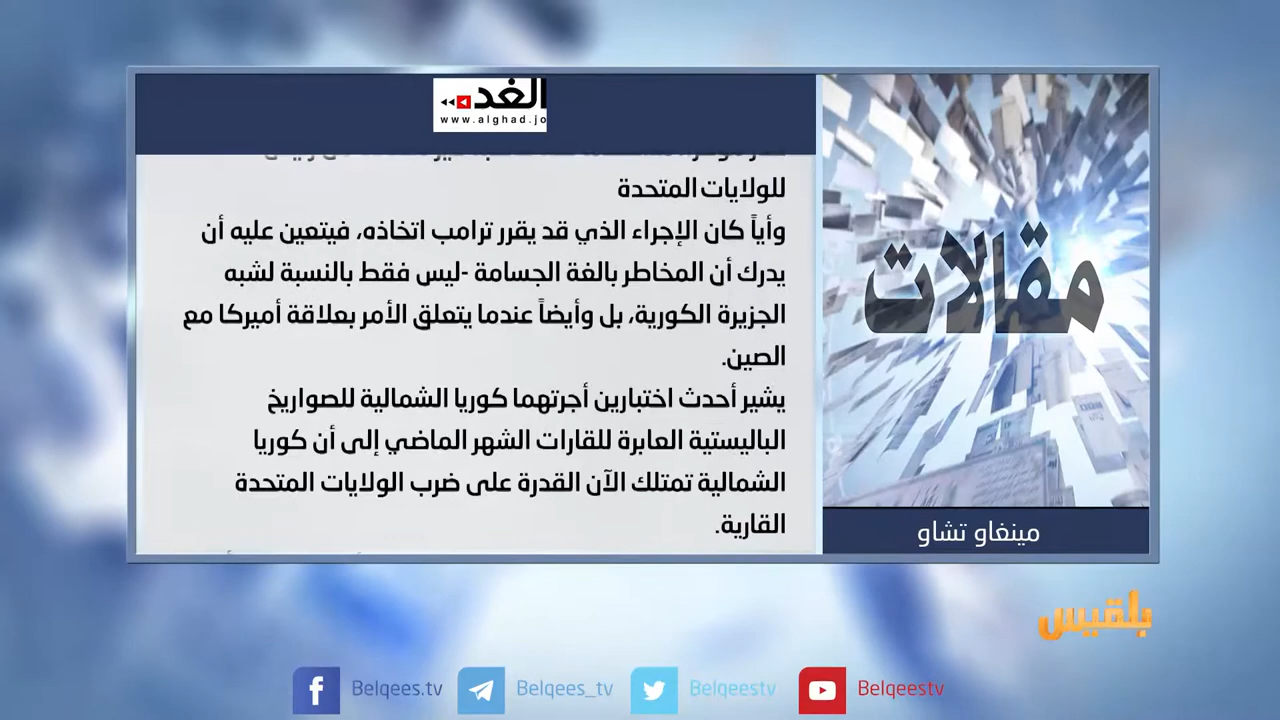 الغد
www.alghad.jo
للولايات المتحدة
وأياً كان الإجراء الذي قد يقرر ترامب اتخاذه، فيتعين عليه أن
يدرك أن المخاطر بالغة الجسامة -ليس فقط بالنسبة لشبه
الجزيرة الكورية، بل وأيضاً عندما يتعلق الأمر بعلاقة أميركا مع
الصين.
يشير أحدث اختبارين أجرتهما كوريا الشمالية للصواريخ
الباليستية العابرة للقارات الشهر الماضي إلى أن كوريا
الشمالية تمتلك الآن القدرة على ضرب الولايات المتحدة
القارية.
مقالات
مينغاو تشاو
بلقيس
Belqees.tv
Belqees_tv
Belqeestv
Belqeestv